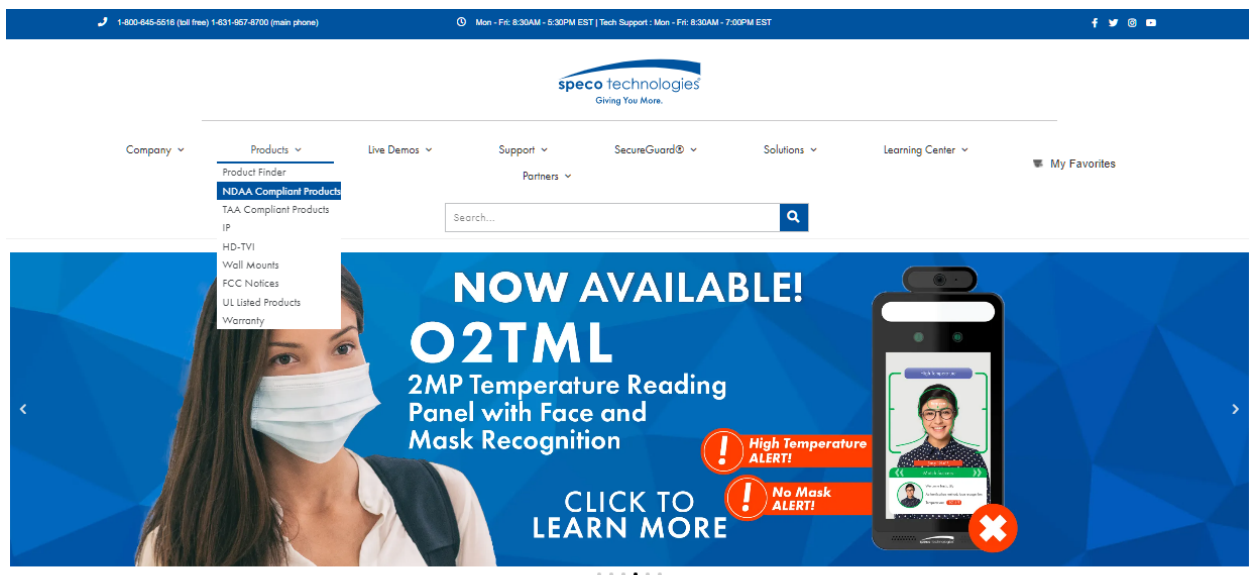 1-800-645-5516 (toll free) 1-631-957-8700 (main phone)
Mon - Fri: 8:30AM - 5:30PM EST | Tech Support : Mon - Fri: 8:30AM - 7:00PM EST
speco technologies
Giving You More.
Company
Products
Live Demos
Support
SecureGuard®
Solutions
Learning Center
Partners
My Favorites
Product Finder
NDAA Compliant Products
TAA Compliant Products
IP
HD-TVI
Wall Mounts
FCC Notices
UL Listed Products
Warranty
Search...
NOW AVAILABLE!
O2TML
2MP Temperature Reading
Panel with Face and
Mask Recognition
High Temperature
ALERT!
No Mask
ALERT!
CLICK TO
LEARN MORE
High Temperature
speco technologies